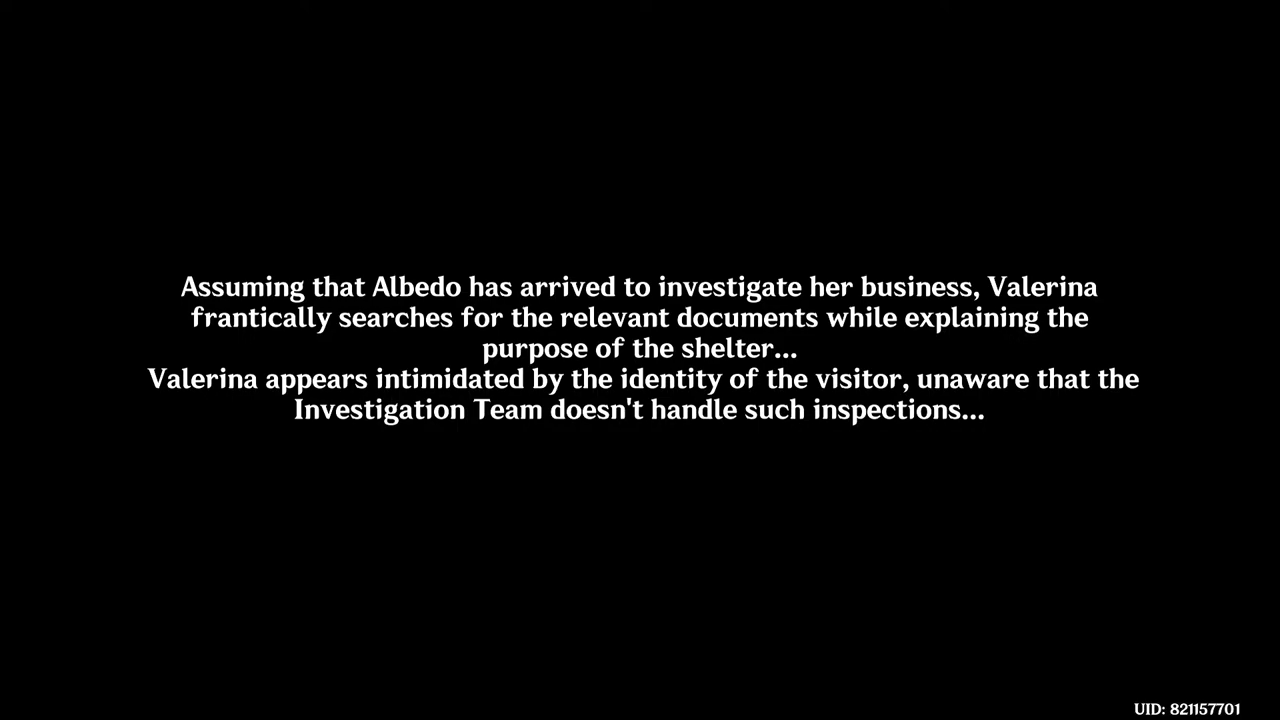 Assuming that Albedo has arrived to investigate her business, Valerina
frantically searches for the relevant documents while explaining the
purpose of the shelter...
Valerina appears intimidated by the identity of the visitor, unaware that the
Investigation Team doesn't handle such inspections...
UID: 821157701